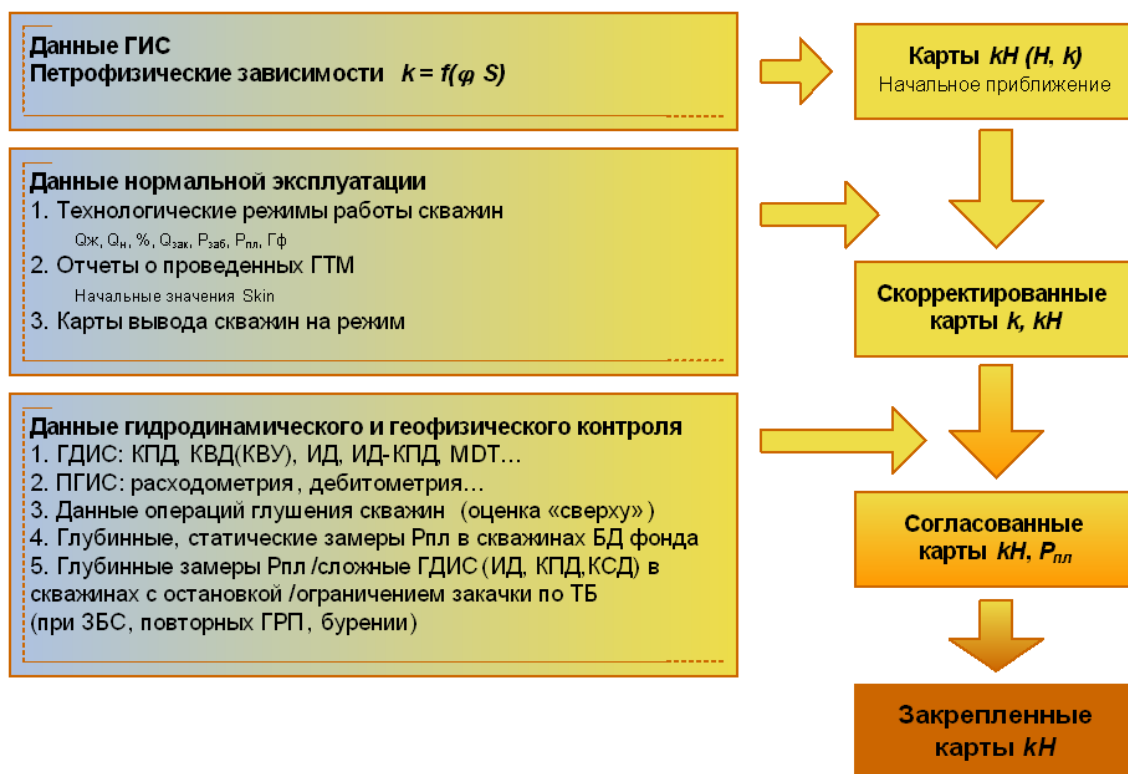 Данные ГИС
Петрофизические зависимости k = f(φ, S)
Карты kH (H, k)
Начальное приближение
Данные нормальной эксплуатации
1. Технологические режимы работы скважин
Qж, Qн, %, Qзак, Pзаб, Pпл, Гф
2. Отчеты о проведенных ГТМ
Начальные значения Skin
3. Карты вывода скважин на режим
Скорректированные
карты k, kH
Данные гидродинамического и геофизического контроля
1. ГДИС: КПД, КВД(КВУ), ИД, ИД-КПД, MDT…
2. ПГИС: расходометрия, дебитометрия…
3. Данные операций глушения скважин (оценка «сверху»)
4. Глубинные, статические замеры Рпл в скважинах БД фонда
5. Глубинные замеры Рпл /сложные ГДИС (ИД, КПД,КСД) в
скважинах с остановкой /ограничением закачки по ТБ
(при ЗБС, повторных ГРП, бурении)
Согласованные
карты kH, Pпл
Закрепленные
карты kH